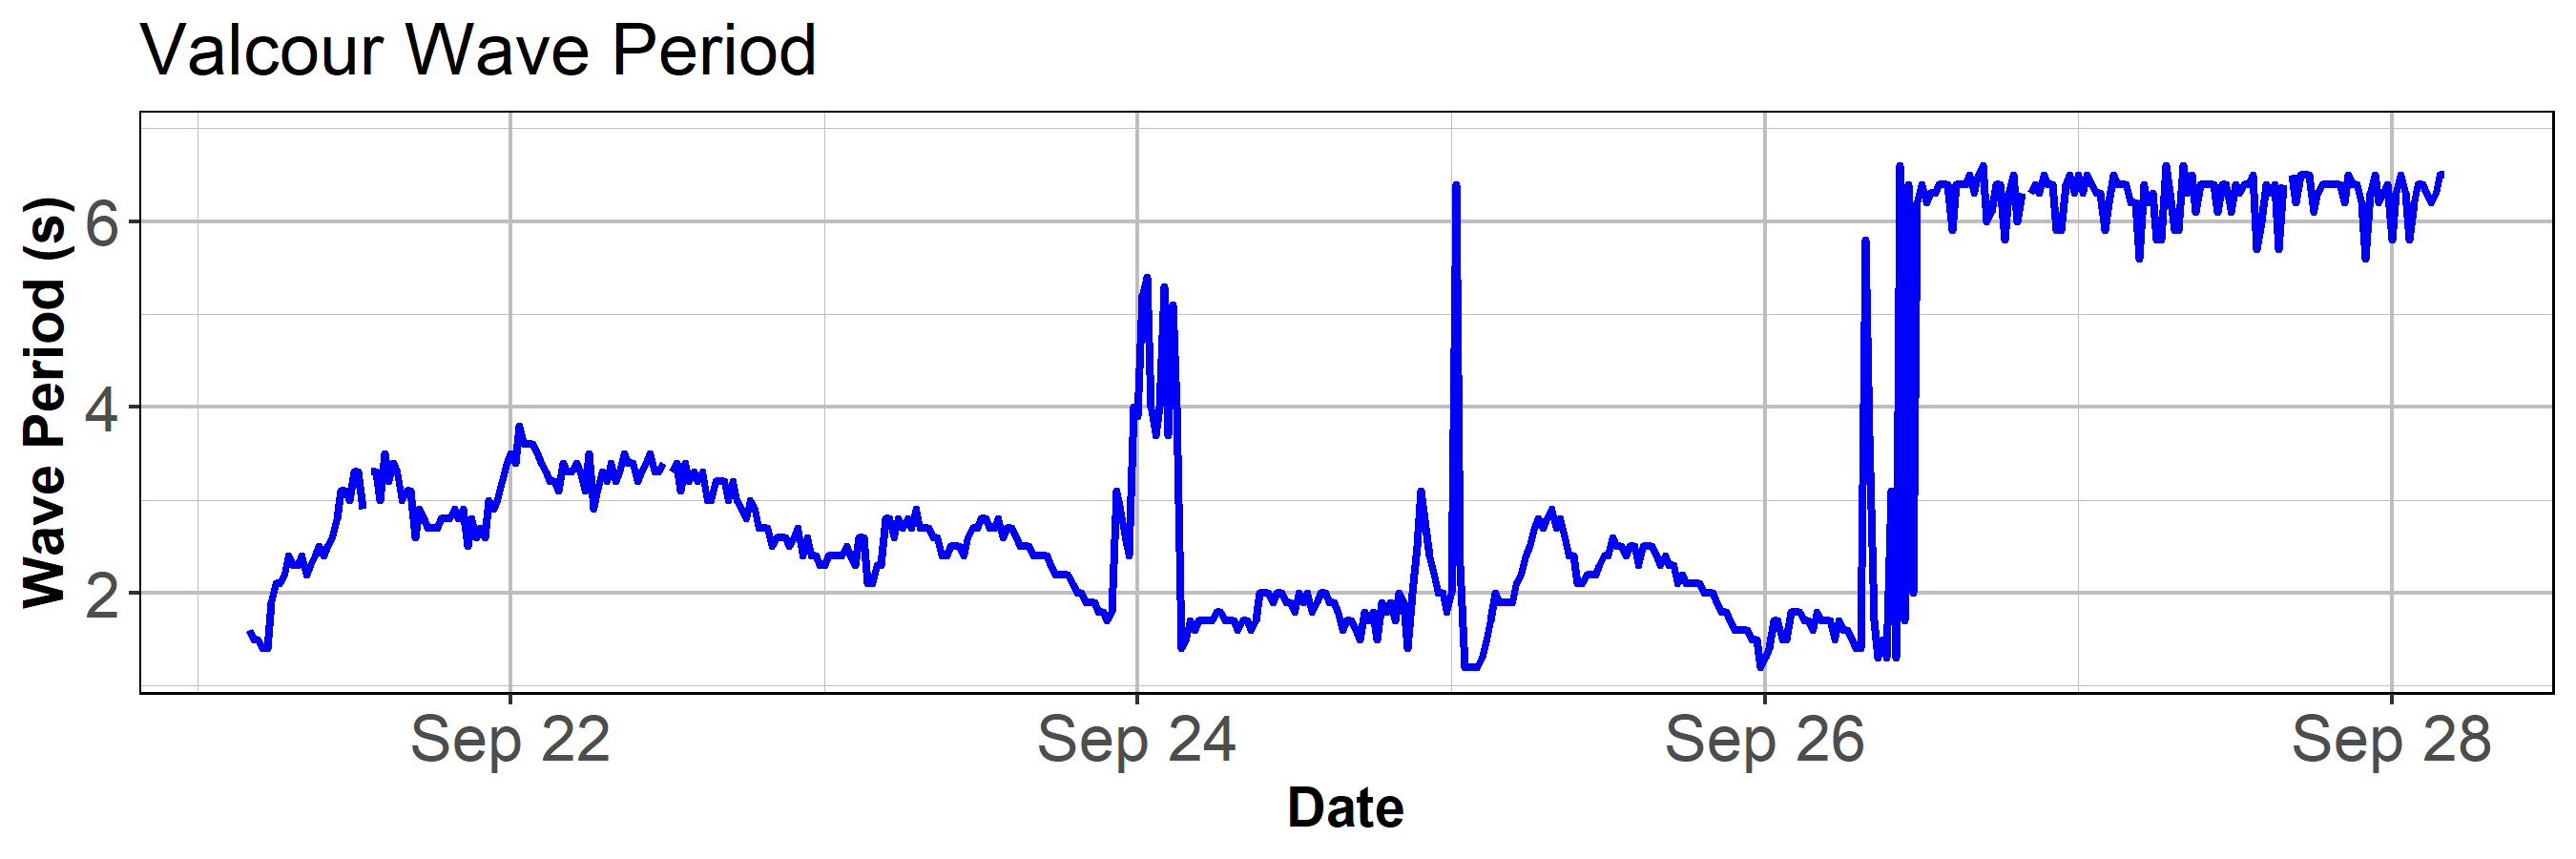 Valcour Wave Period
Wave Period (s)
6
4
2
Sep 22 Sep 24 Sep 26 Sep 28
Date